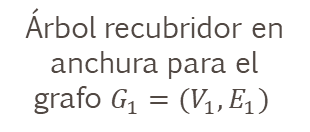 Árbol recubridor en
anchura para el
grafo 𝐺₁ = (𝑉₁, 𝐸₁)